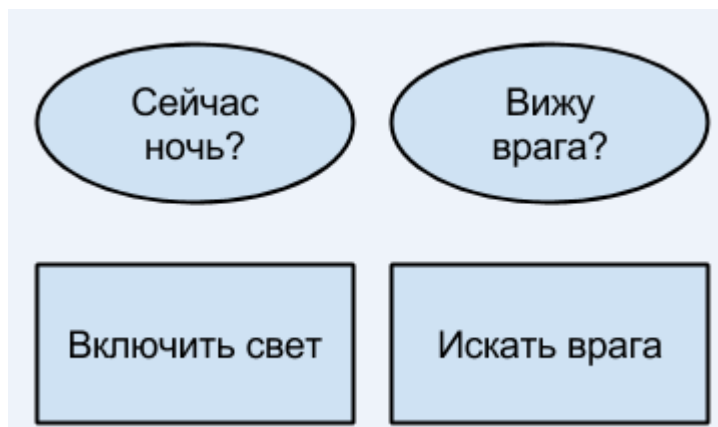 Сейчас
ночь?
Вижу
врага?
Включить свет
Искать врага